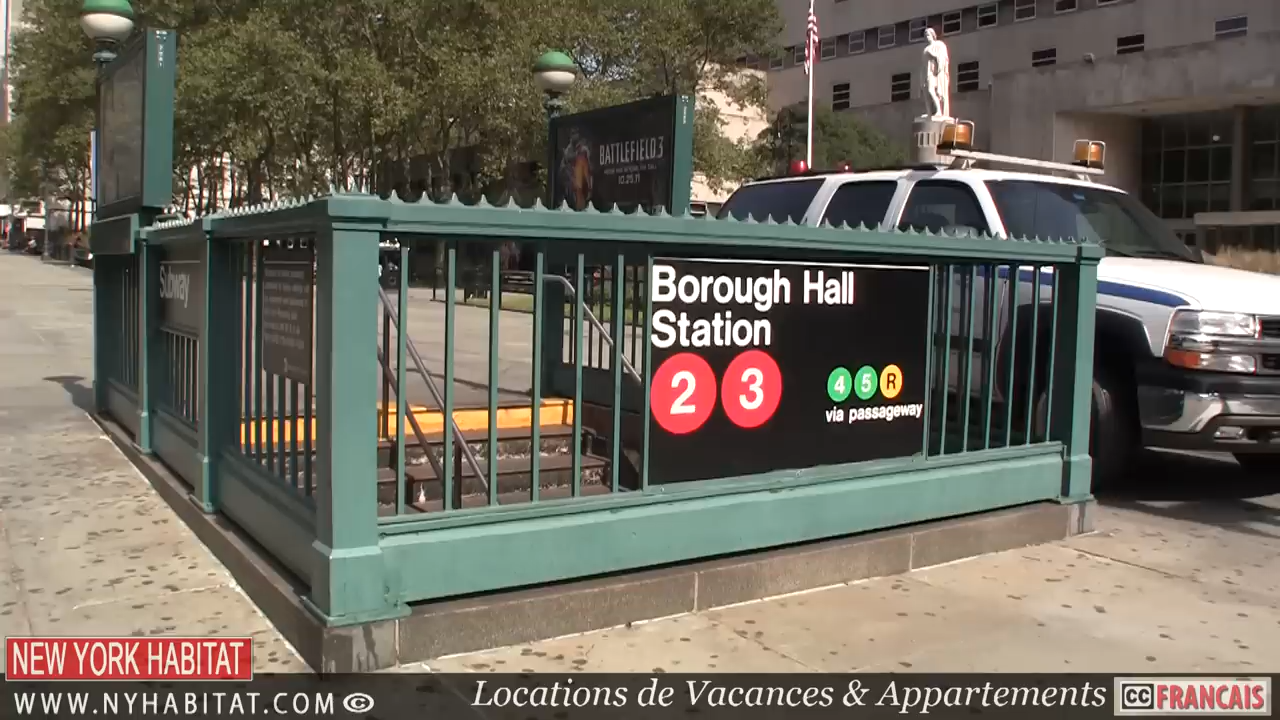 BATTLEFIELD 3
10.25.11
Subway
Borough Hall
Station
2 3
4 5 R
via passageway
NEW YORK HABITAT
WWW.NYHABITAT.COM ©
Locations de Vacances & Appartements
CC FRANCAIS